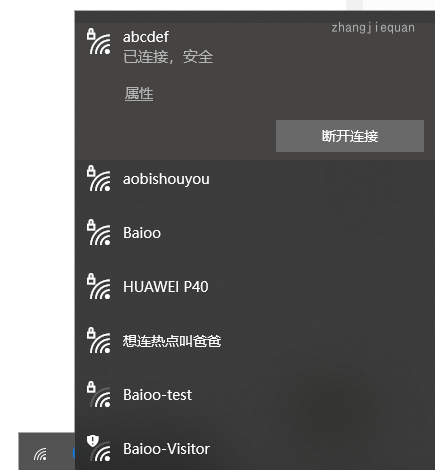 abcdef
zhangjiequan
已连接，安全
属性
断开连接
aobishouyou
Baioo
HUAWEI P40
想连热点叫爸爸
Baioo-test
Baioo-Visitor